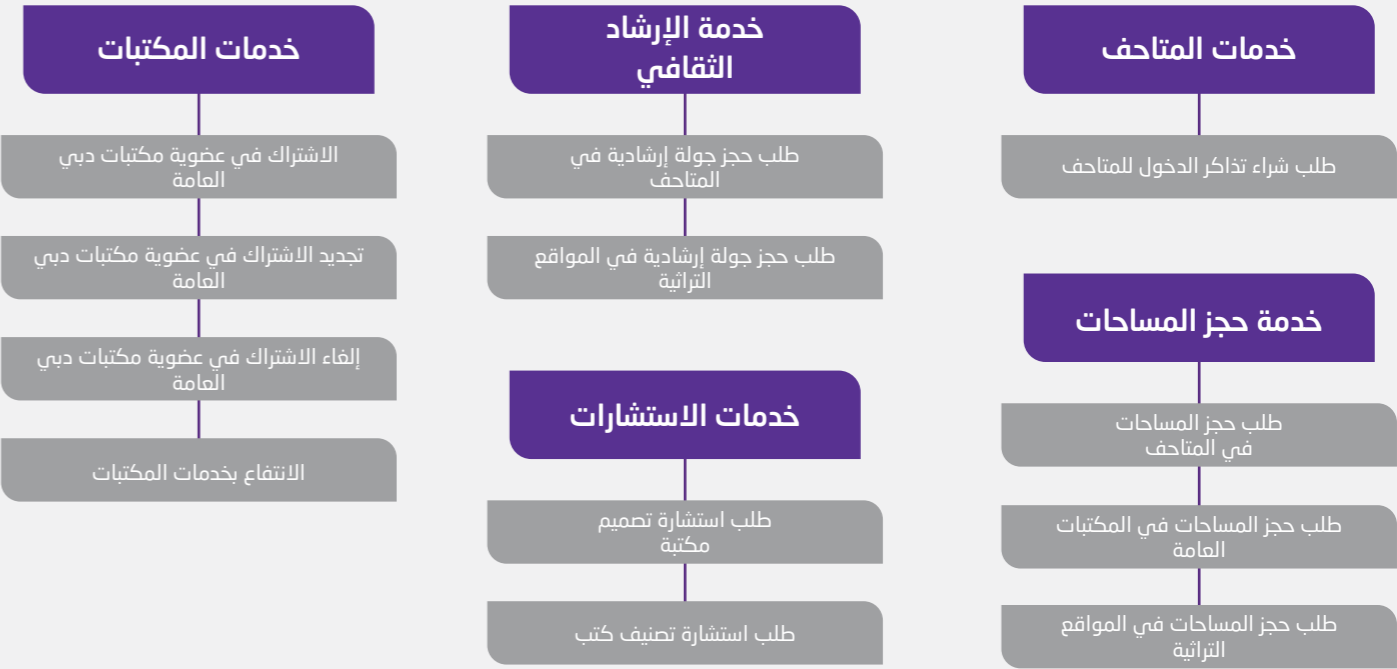 خدمات المتاحف
طلب شراء تذاكر الدخول للمتاحف
خدمة حجز المساحات
طلب حجز المساحات
في المتاحف
طلب حجز المساحات في المكتبات
العامة
طلب حجز المساحات في المواقع
التراثية
خدمة الإرشاد
الثقافي
طلب حجز جولة إرشادية في
المتاحف
طلب حجز جولة إرشادية في المواقع
التراثية
خدمات الاستشارات
طلب استشارة تصميم
مكتبة
طلب استشارة تصنيف كتب
خدمات المكتبات
الاشتراك في عضوية مكتبات دبي
العامة
تجديد الاشتراك في عضوية مكتبات دبي
العامة
إلغاء الاشتراك في عضوية مكتبات دبي
العامة
الانتفاع بخدمات المكتبات